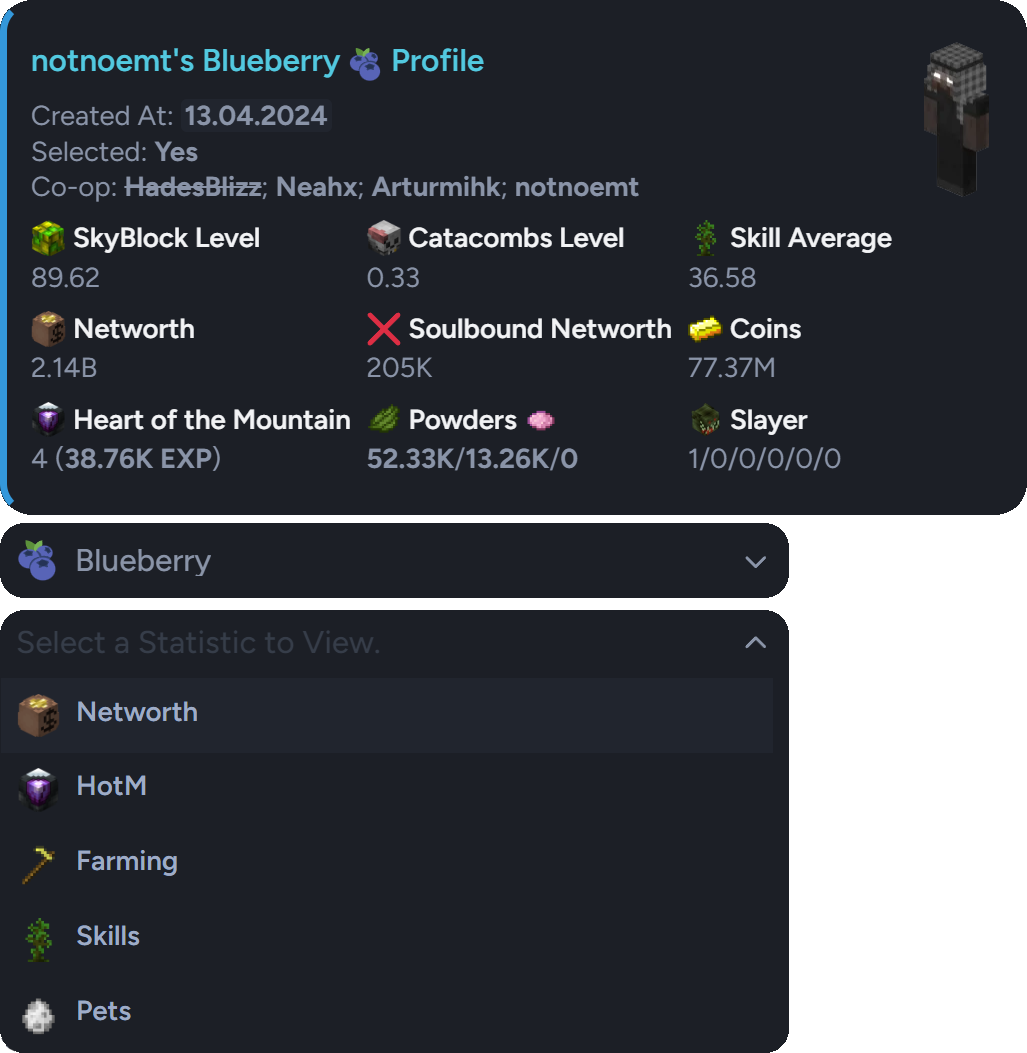 notnoemt's Blueberry 🫐 Profile
Created At: 13.04.2024
Selected: Yes
Co-op: HadesBlizz; Neahx; Arturmihk; notnoemt
SkyBlock Level Catacombs Level Skill Average
89.62 0.33 36.58
Networth ❌ Soulbound Networth Coins
2.14B 205K 77.37M
Heart of the Mountain Powders Slayer
4 (38.76K EXP) 52.33K/13.26K/0 1/0/0/0/0/0
Blueberry
Select a Statistic to View.
Networth
HotM
Farming
Skills
Pets